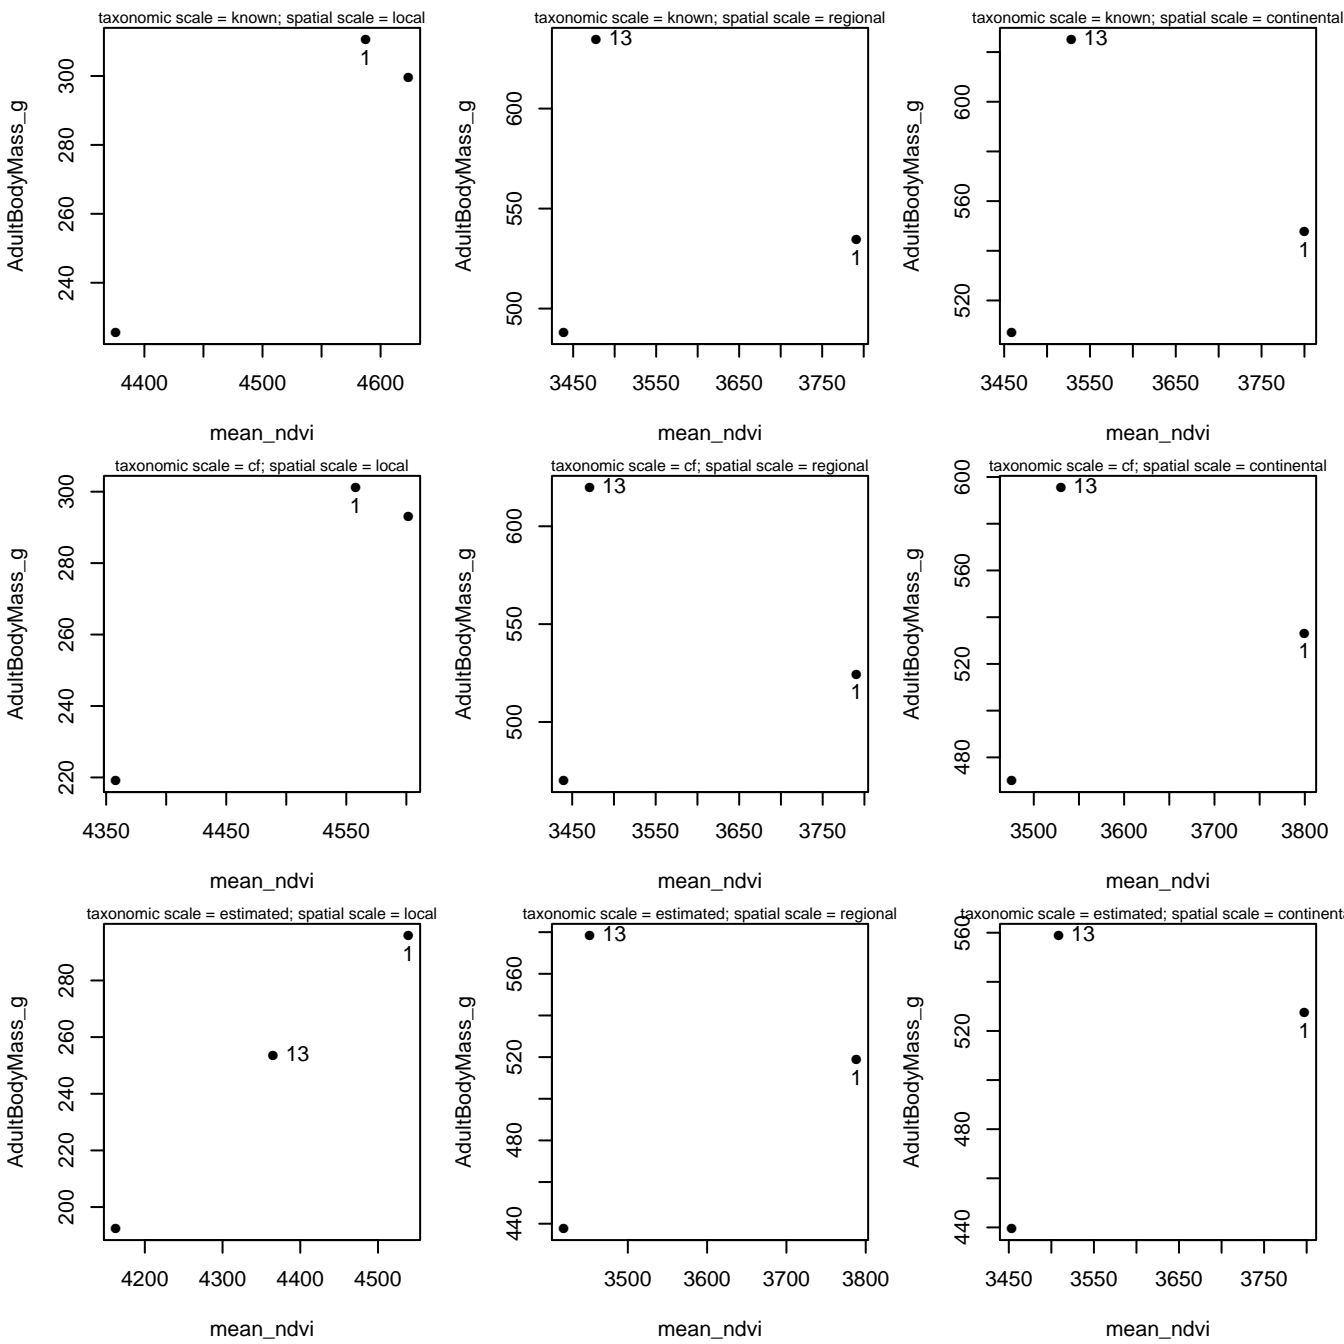 taxonomic scale = known; spatial scale = local
AdultBodyMass_g
300
280
260
240
1
4400 4500 4600
mean_ndvi
taxonomic scale = known; spatial scale = regional
AdultBodyMass_g
600
550
500
13
1
3450 3550 3650 3750
mean_ndvi
taxonomic scale = known; spatial scale = continental
AdultBodyMass_g
600
560
520
13
1
3450 3550 3650 3750
mean_ndvi
taxonomic scale = cf; spatial scale = local
AdultBodyMass_g
300
280
260
240
220
1
4350 4450 4550
mean_ndvi
taxonomic scale = cf; spatial scale = regional
AdultBodyMass_g
600
550
500
13
1
3450 3550 3650 3750
mean_ndvi
taxonomic scale = cf; spatial scale = continental
AdultBodyMass_g
600
560
520
480
13
1
3500 3600 3700 3800
mean_ndvi
taxonomic scale = estimated; spatial scale = local
AdultBodyMass_g
280
260
240
220
200
1
13
4200 4300 4400 4500
mean_ndvi
taxonomic scale = estimated; spatial scale = regional
AdultBodyMass_g
560
520
480
440
13
1
3500 3600 3700 3800
mean_ndvi
taxonomic scale = estimated; spatial scale = continenta
AdultBodyMass_g
560
520
480
440
13
1
3450 3550 3650 3750
mean_ndvi